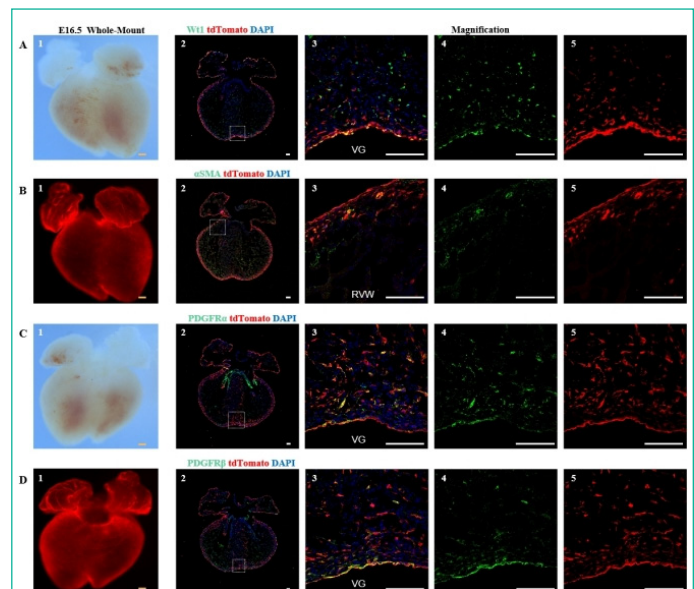 E16.5 Whole-Mount
Wt1 tdTomato DAPI
Magnification
A
1
2
3
4
5
VG
αSMA tdTomato DAPI
B
1
2
3
4
5
RVW
PDGFRα tdTomato DAPI
C
1
2
3
4
5
VG
PDGFRβ tdTomato DAPI
D
1
2
3
4
5
VG